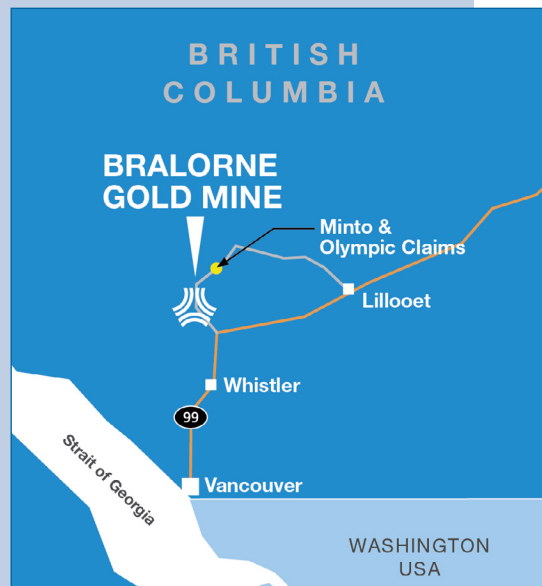 BRITISH
COLUMBIA
BRALORNE
GOLD MINE
Minto &
Olympic Claims
Lillooet
Whistler
99
Strait of Georgia
Vancouver
WASHINGTON
USA